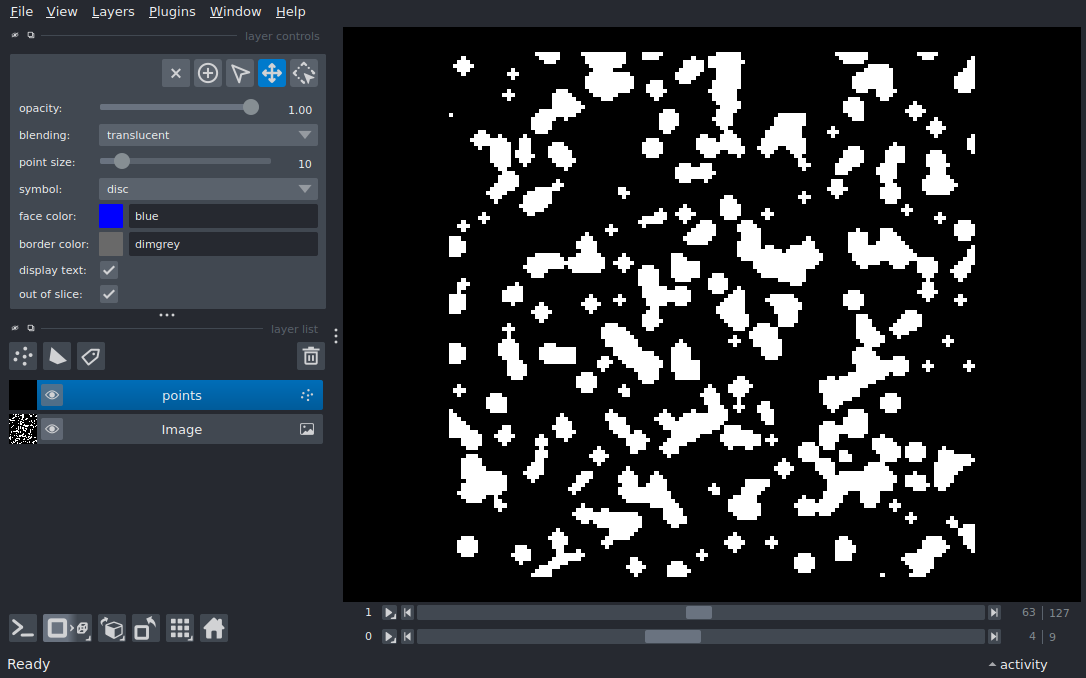 File View Layers Plugins Window Help
layer controls
opacity: 1.00
blending: translucent
point size: 10
symbol: disc
face color: blue
border color: dimgrey
display text:
out of slice:
layer list
points
Image
1 63 127
0 4 9
Ready activity